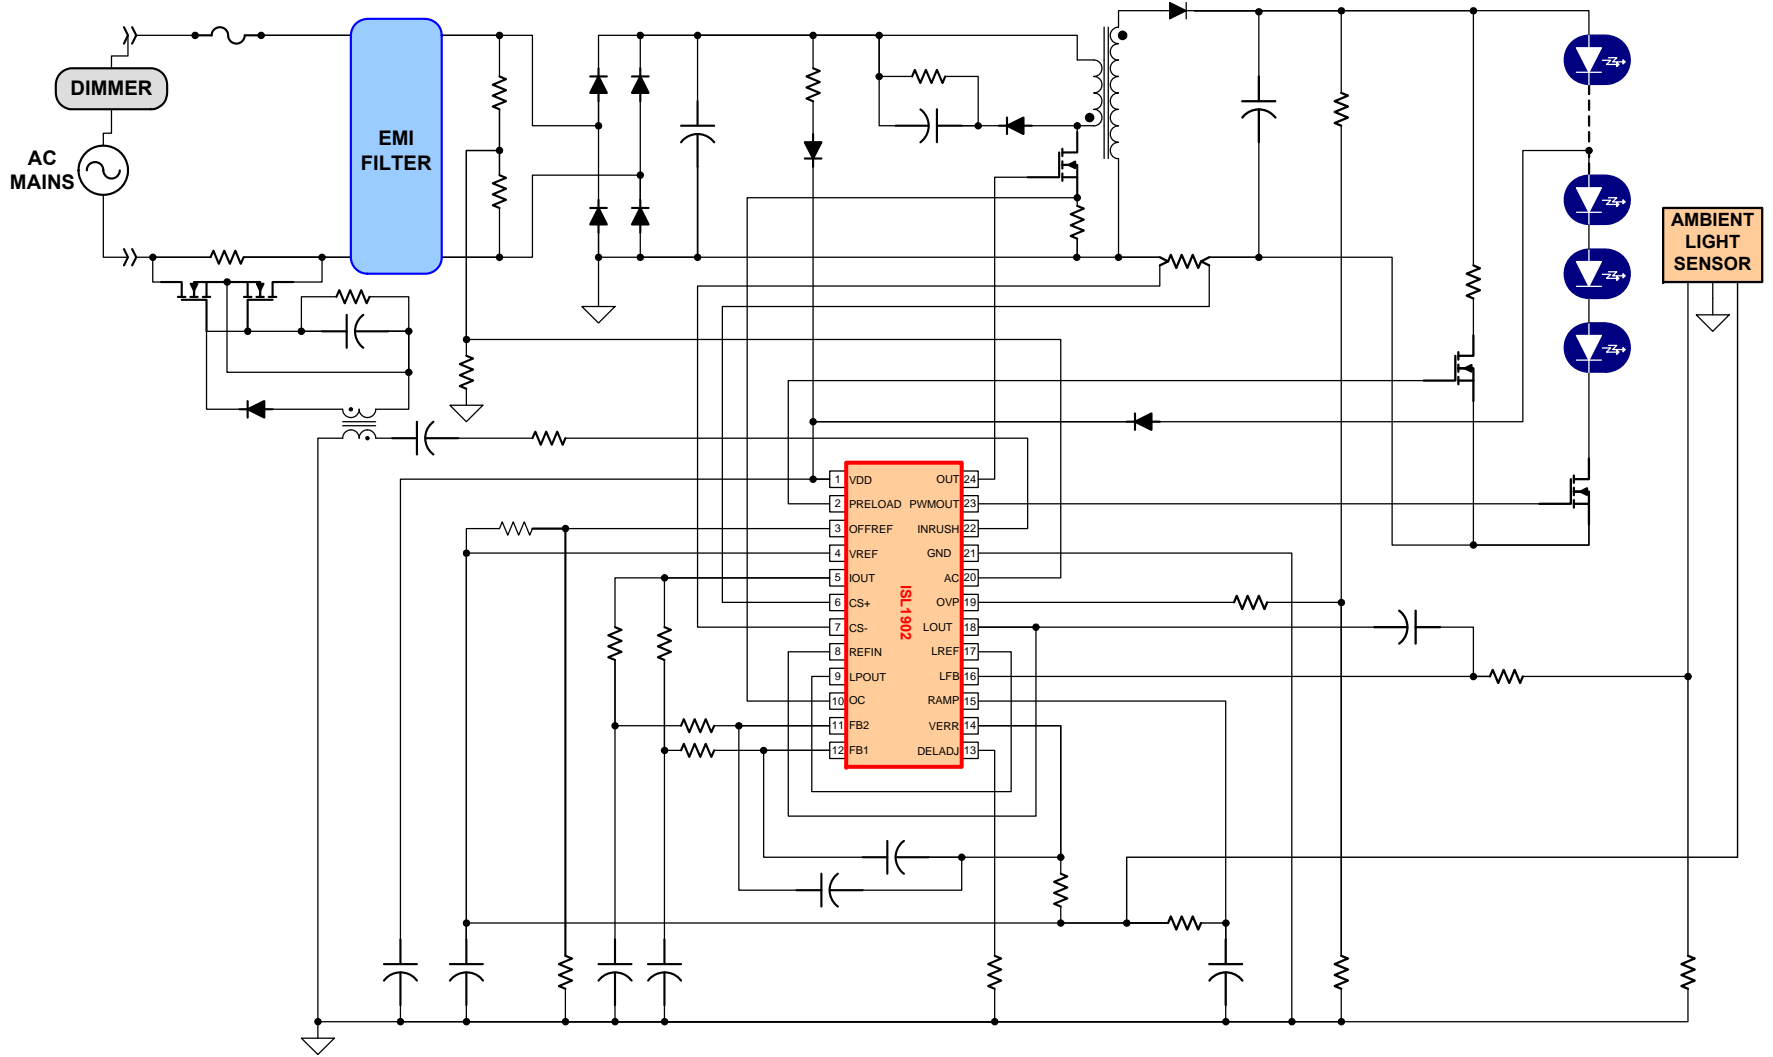 DIMMER
AC
MAINS
EMI
FILTER
AMBIENT
LIGHT
SENSOR
1 VDD
2 PRELOAD
3 OFFREF
4 VREF
5 IOUT
6 CS+
7 CS-
8 REFIN
9 LPOUT
10 OC
11 FB2
12 FB1
ISL1902
OUT 24
PWMOUT 23
INRUSH 22
GND 21
AC 20
OVP 19
LOUT 18
LREF 17
LFB 16
RAMP 15
VERR 14
DELADJ 13